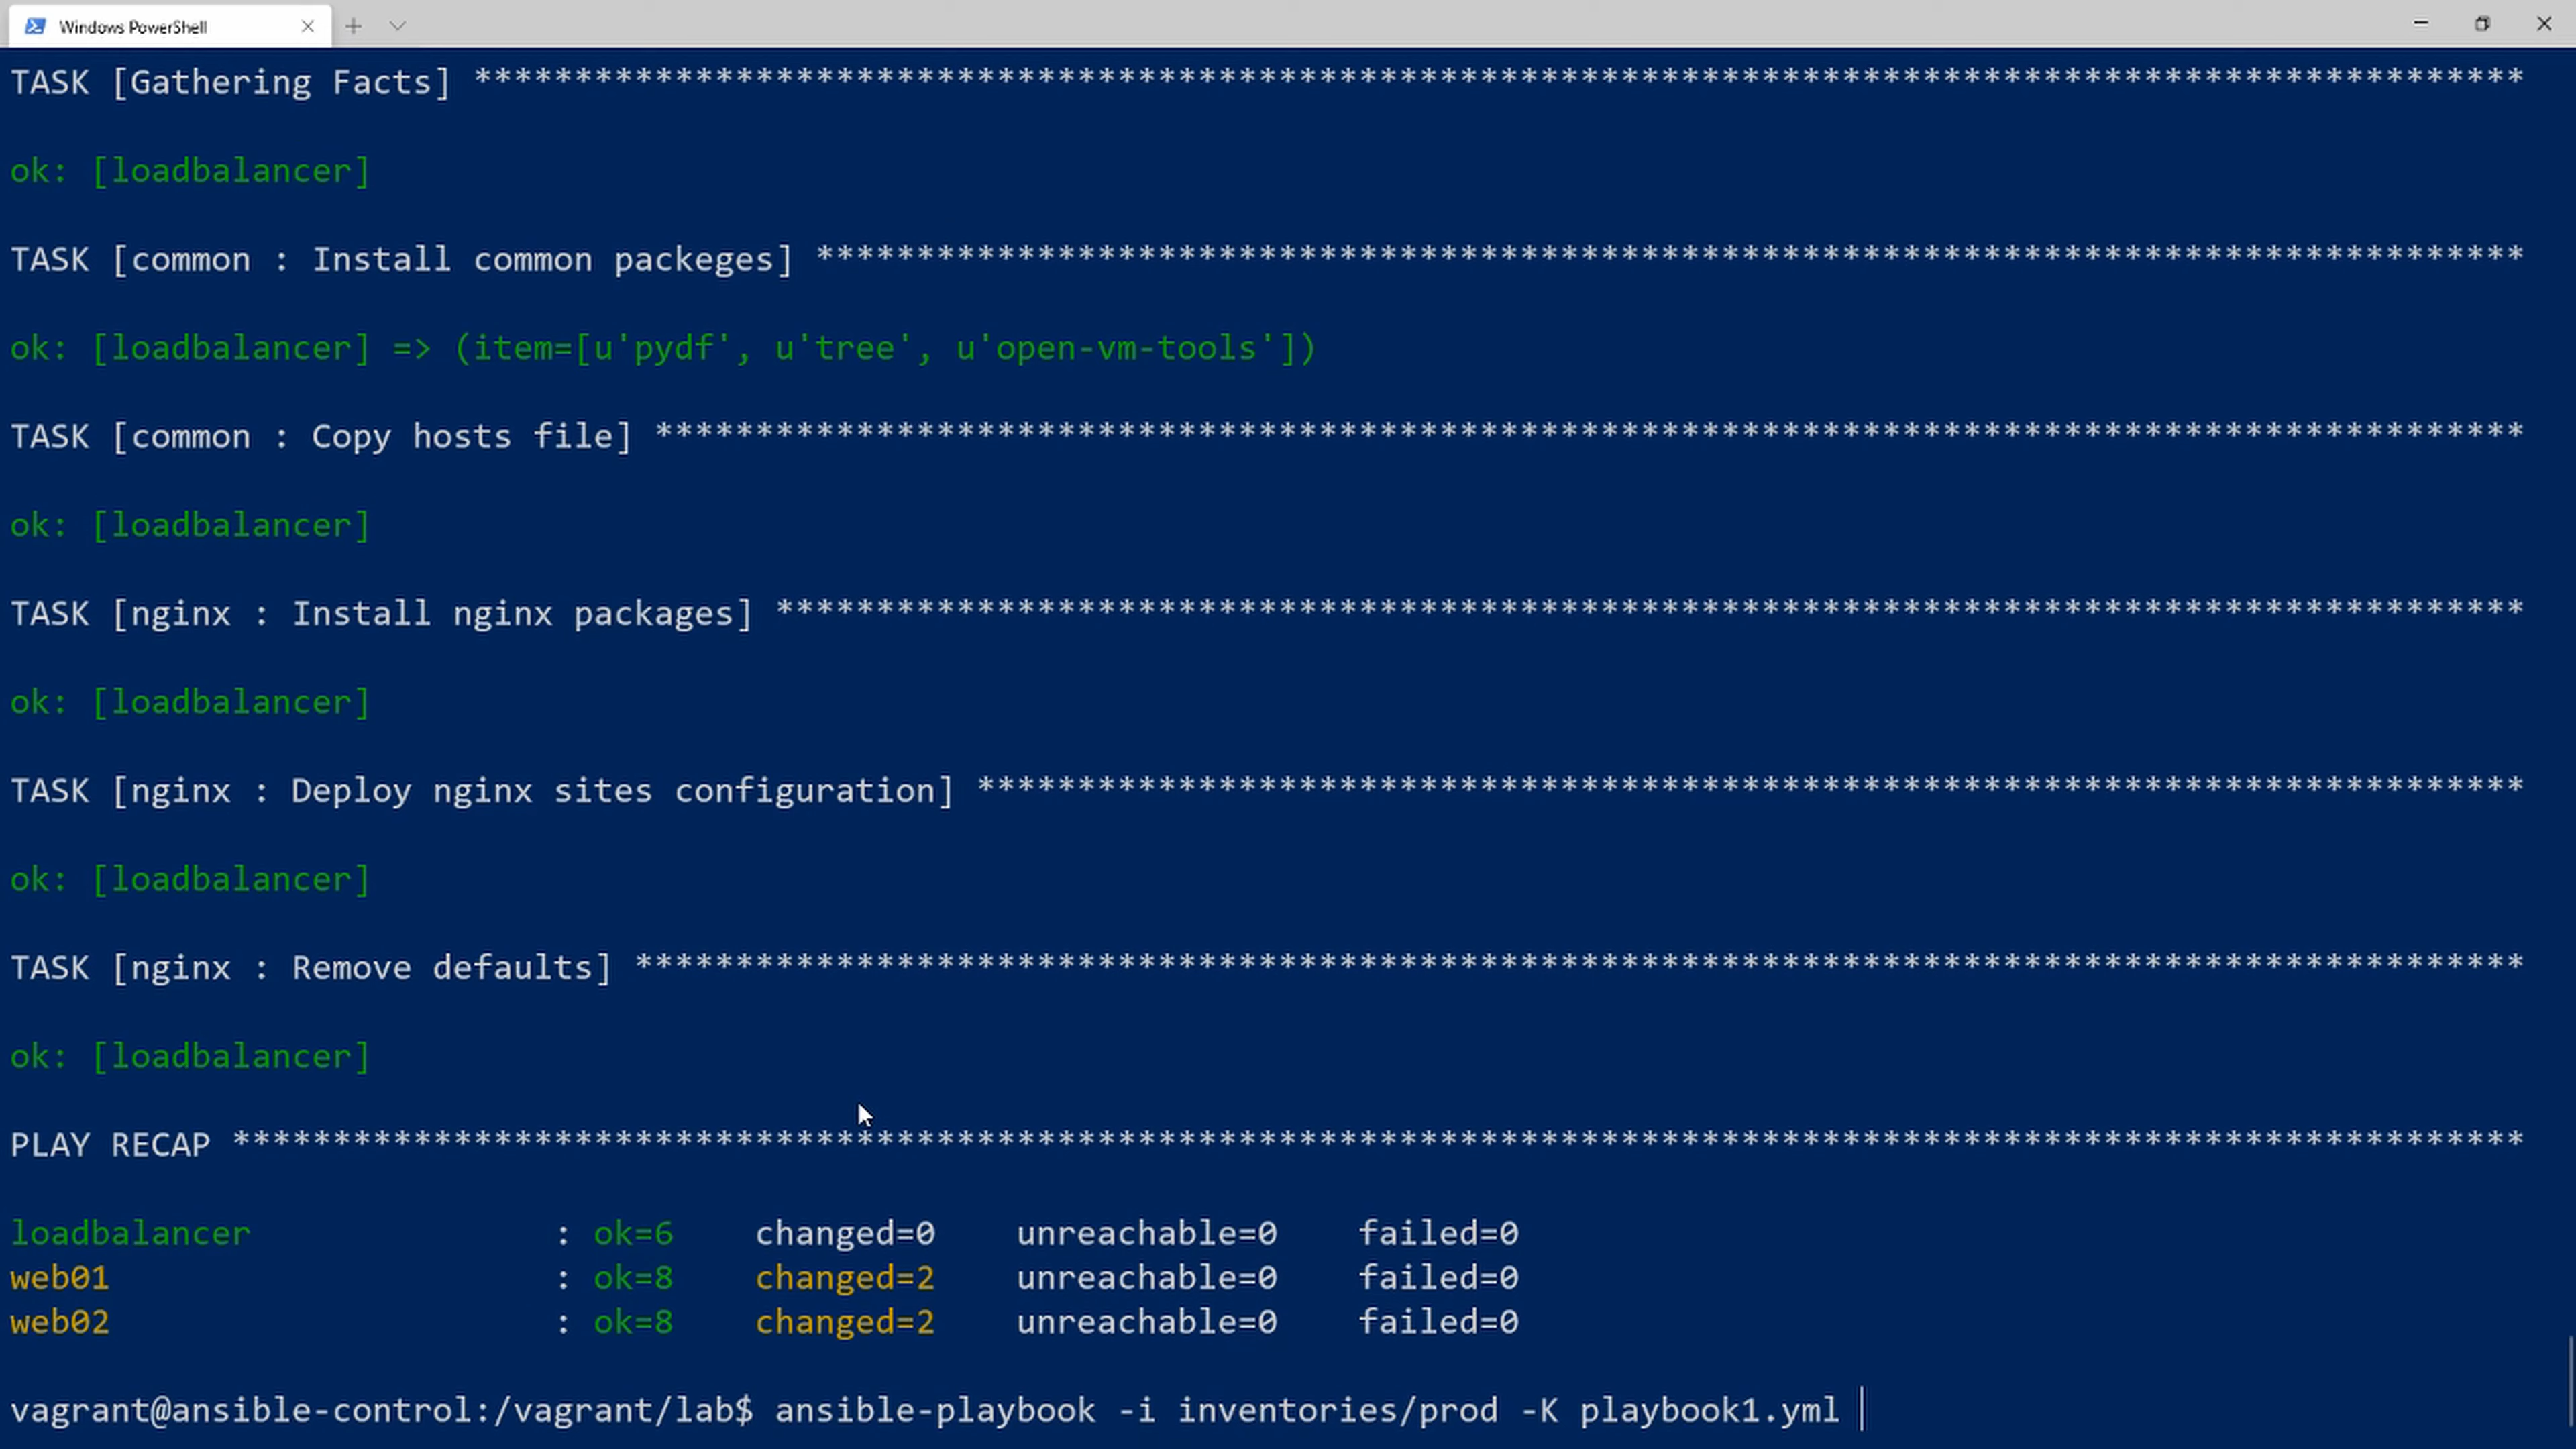 Windows PowerShell
TASK [Gathering Facts] ******************************************************************************************************
ok: [loadbalancer]
TASK [common : Install common packeges] *************************************************************************************
ok: [loadbalancer] => (item=[u'pydf', u'tree', u'open-vm-tools'])
TASK [common : Copy hosts file] *********************************************************************************************
ok: [loadbalancer]
TASK [nginx : Install nginx packages] ***************************************************************************************
ok: [loadbalancer]
TASK [nginx : Deploy nginx sites configuration] *****************************************************************************
ok: [loadbalancer]
TASK [nginx : Remove defaults] **********************************************************************************************
ok: [loadbalancer]
PLAY RECAP ******************************************************************************************************************
loadbalancer : ok=6 changed=0 unreachable=0 failed=0
web01 : ok=8 changed=2 unreachable=0 failed=0
web02 : ok=8 changed=2 unreachable=0 failed=0
vagrant@ansible-control:/vagrant/lab$ ansible-playbook -i inventories/prod -K playbook1.yml